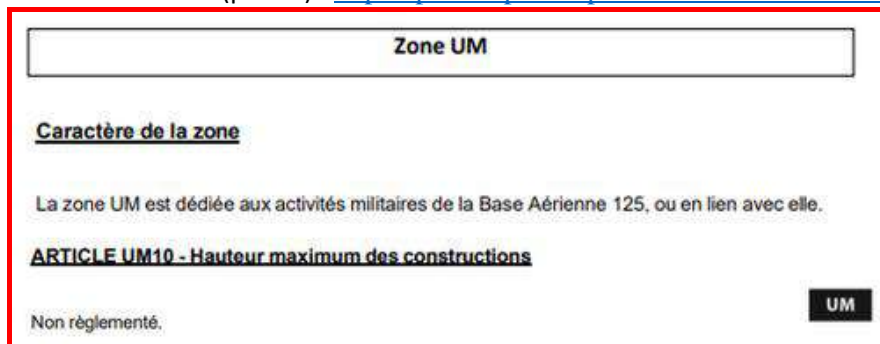 Zone UM
Caractère de la zone
La zone UM est dédiée aux activités militaires de la Base Aérienne 125, ou en lien avec elle.
ARTICLE UM10 - Hauteur maximum des constructions
UM
Non règlementé.